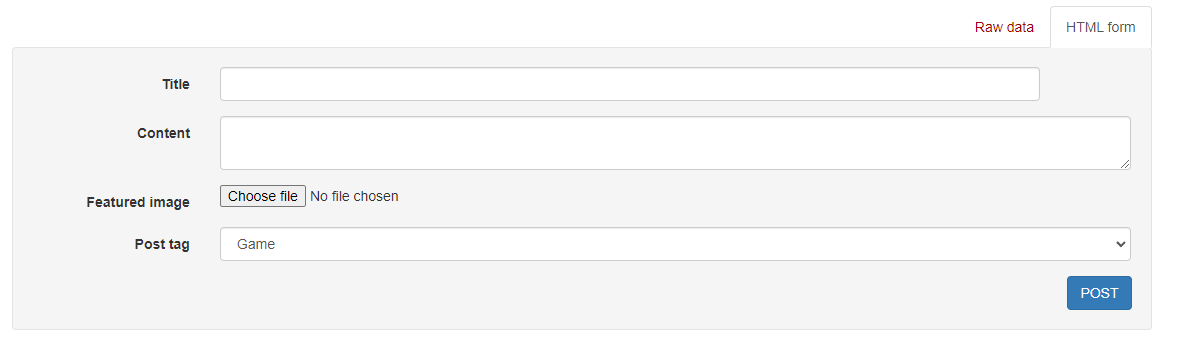 Raw data HTML form
Title
Content
Featured image Choose file No file chosen
Post tag Game
POST